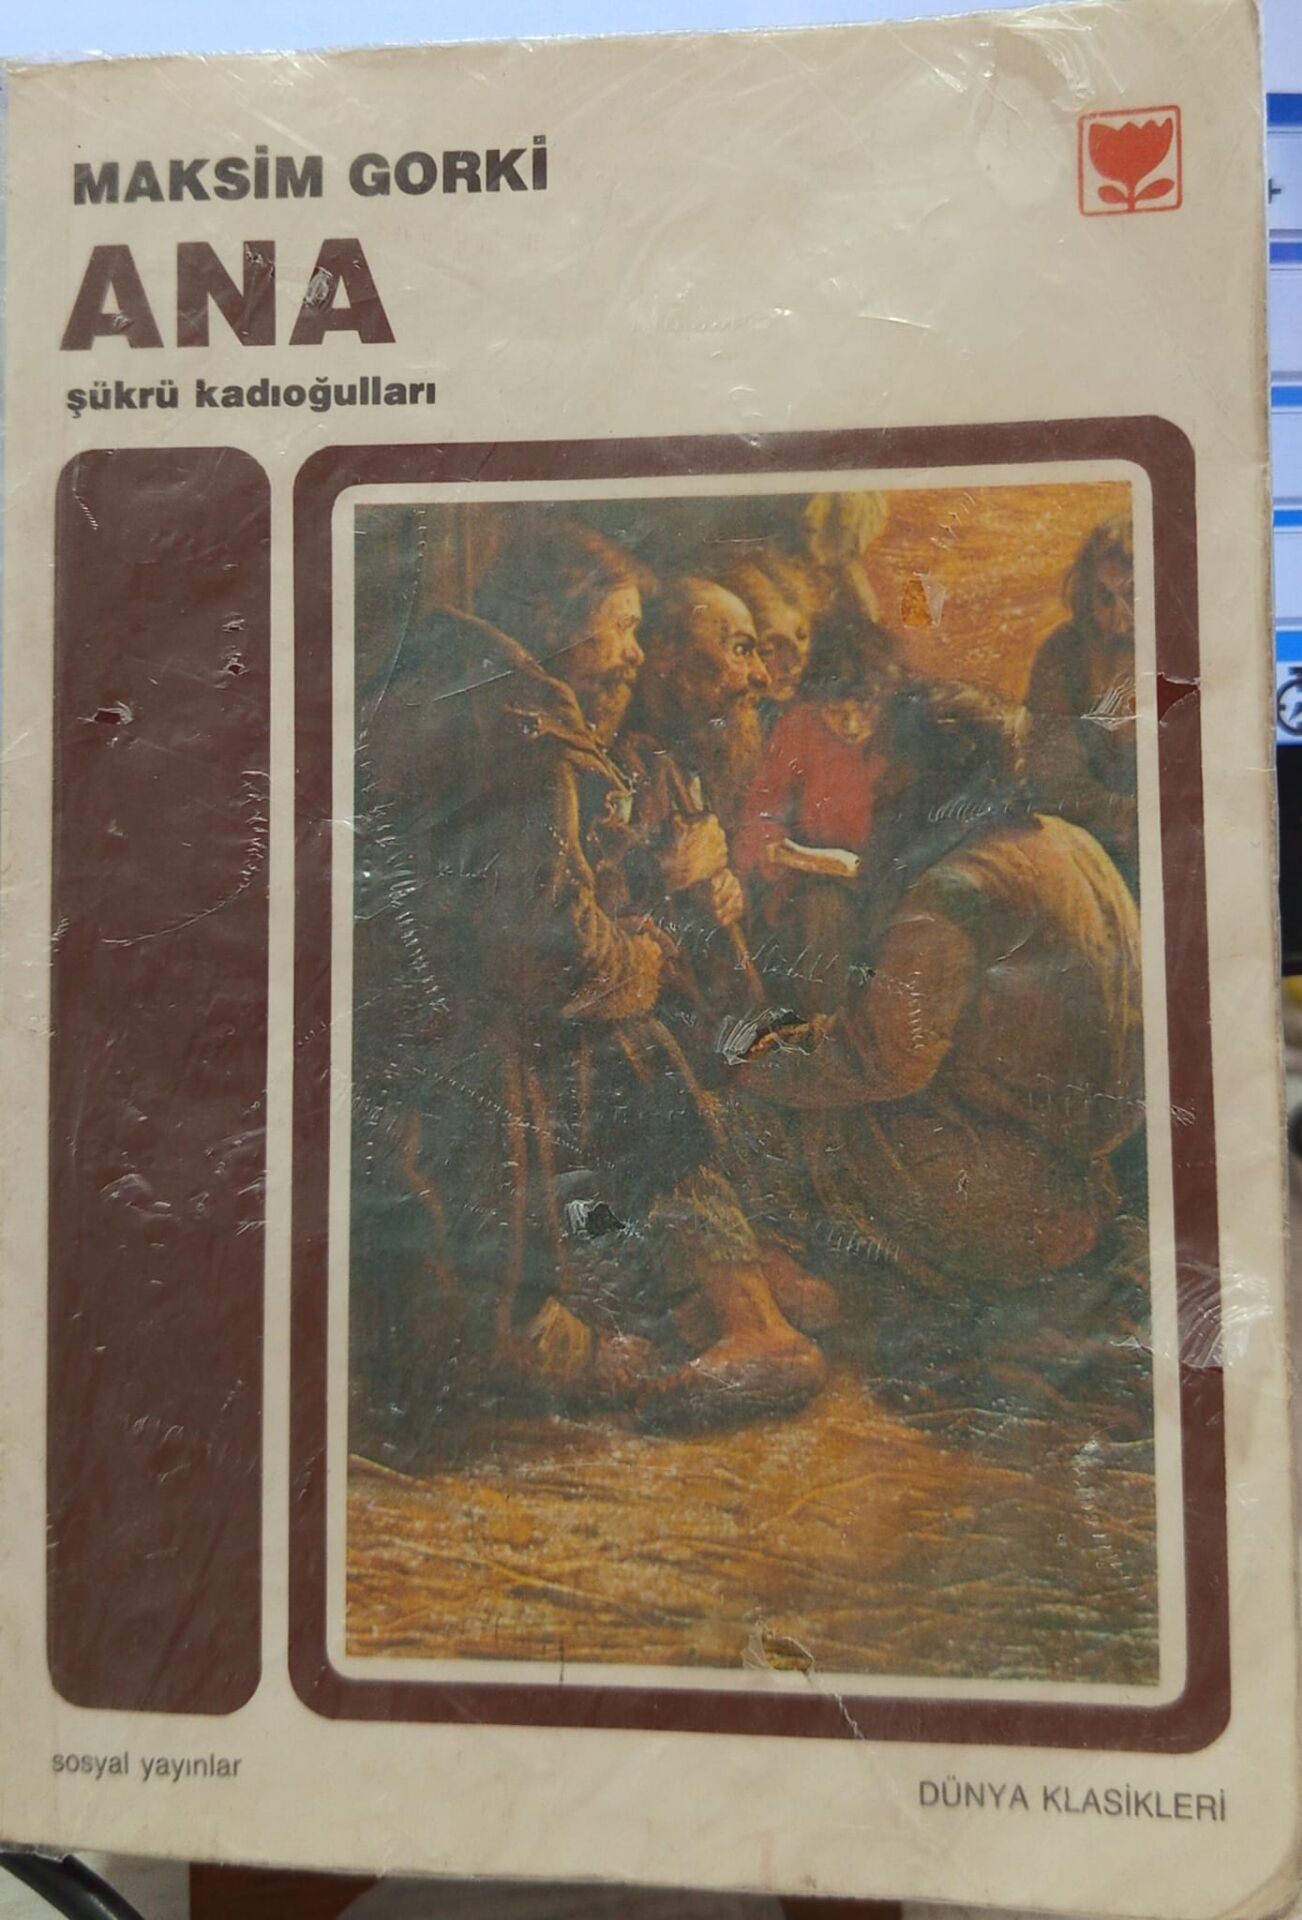 MAKSİM GORKİ
ANA
şükrü kadıoğulları
sosyal yayınlar
DÜNYA KLASİKLERİ